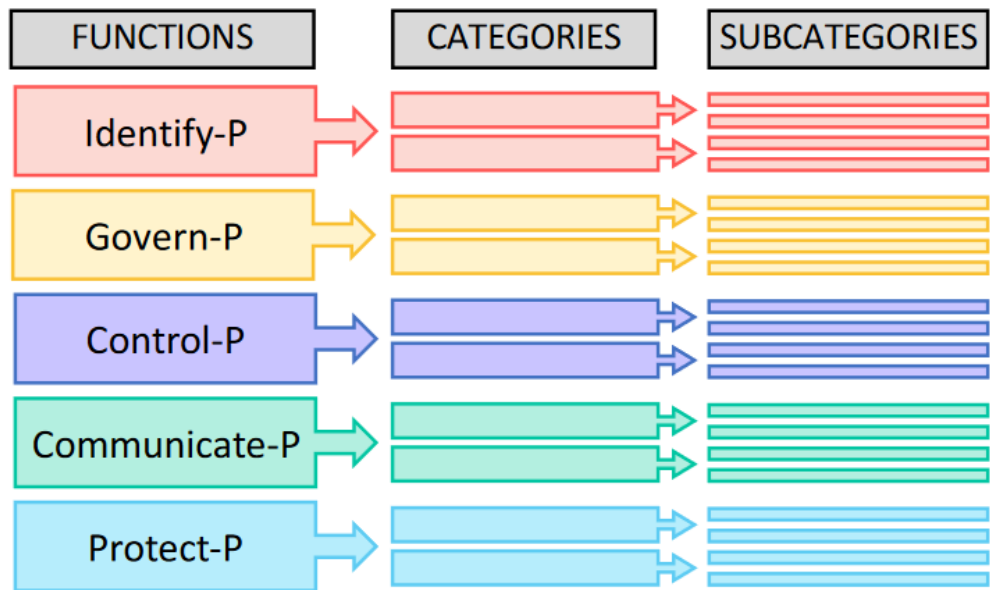 FUNCTIONS
CATEGORIES
SUBCATEGORIES
Identify-P
Govern-P
Control-P
Communicate-P
Protect-P